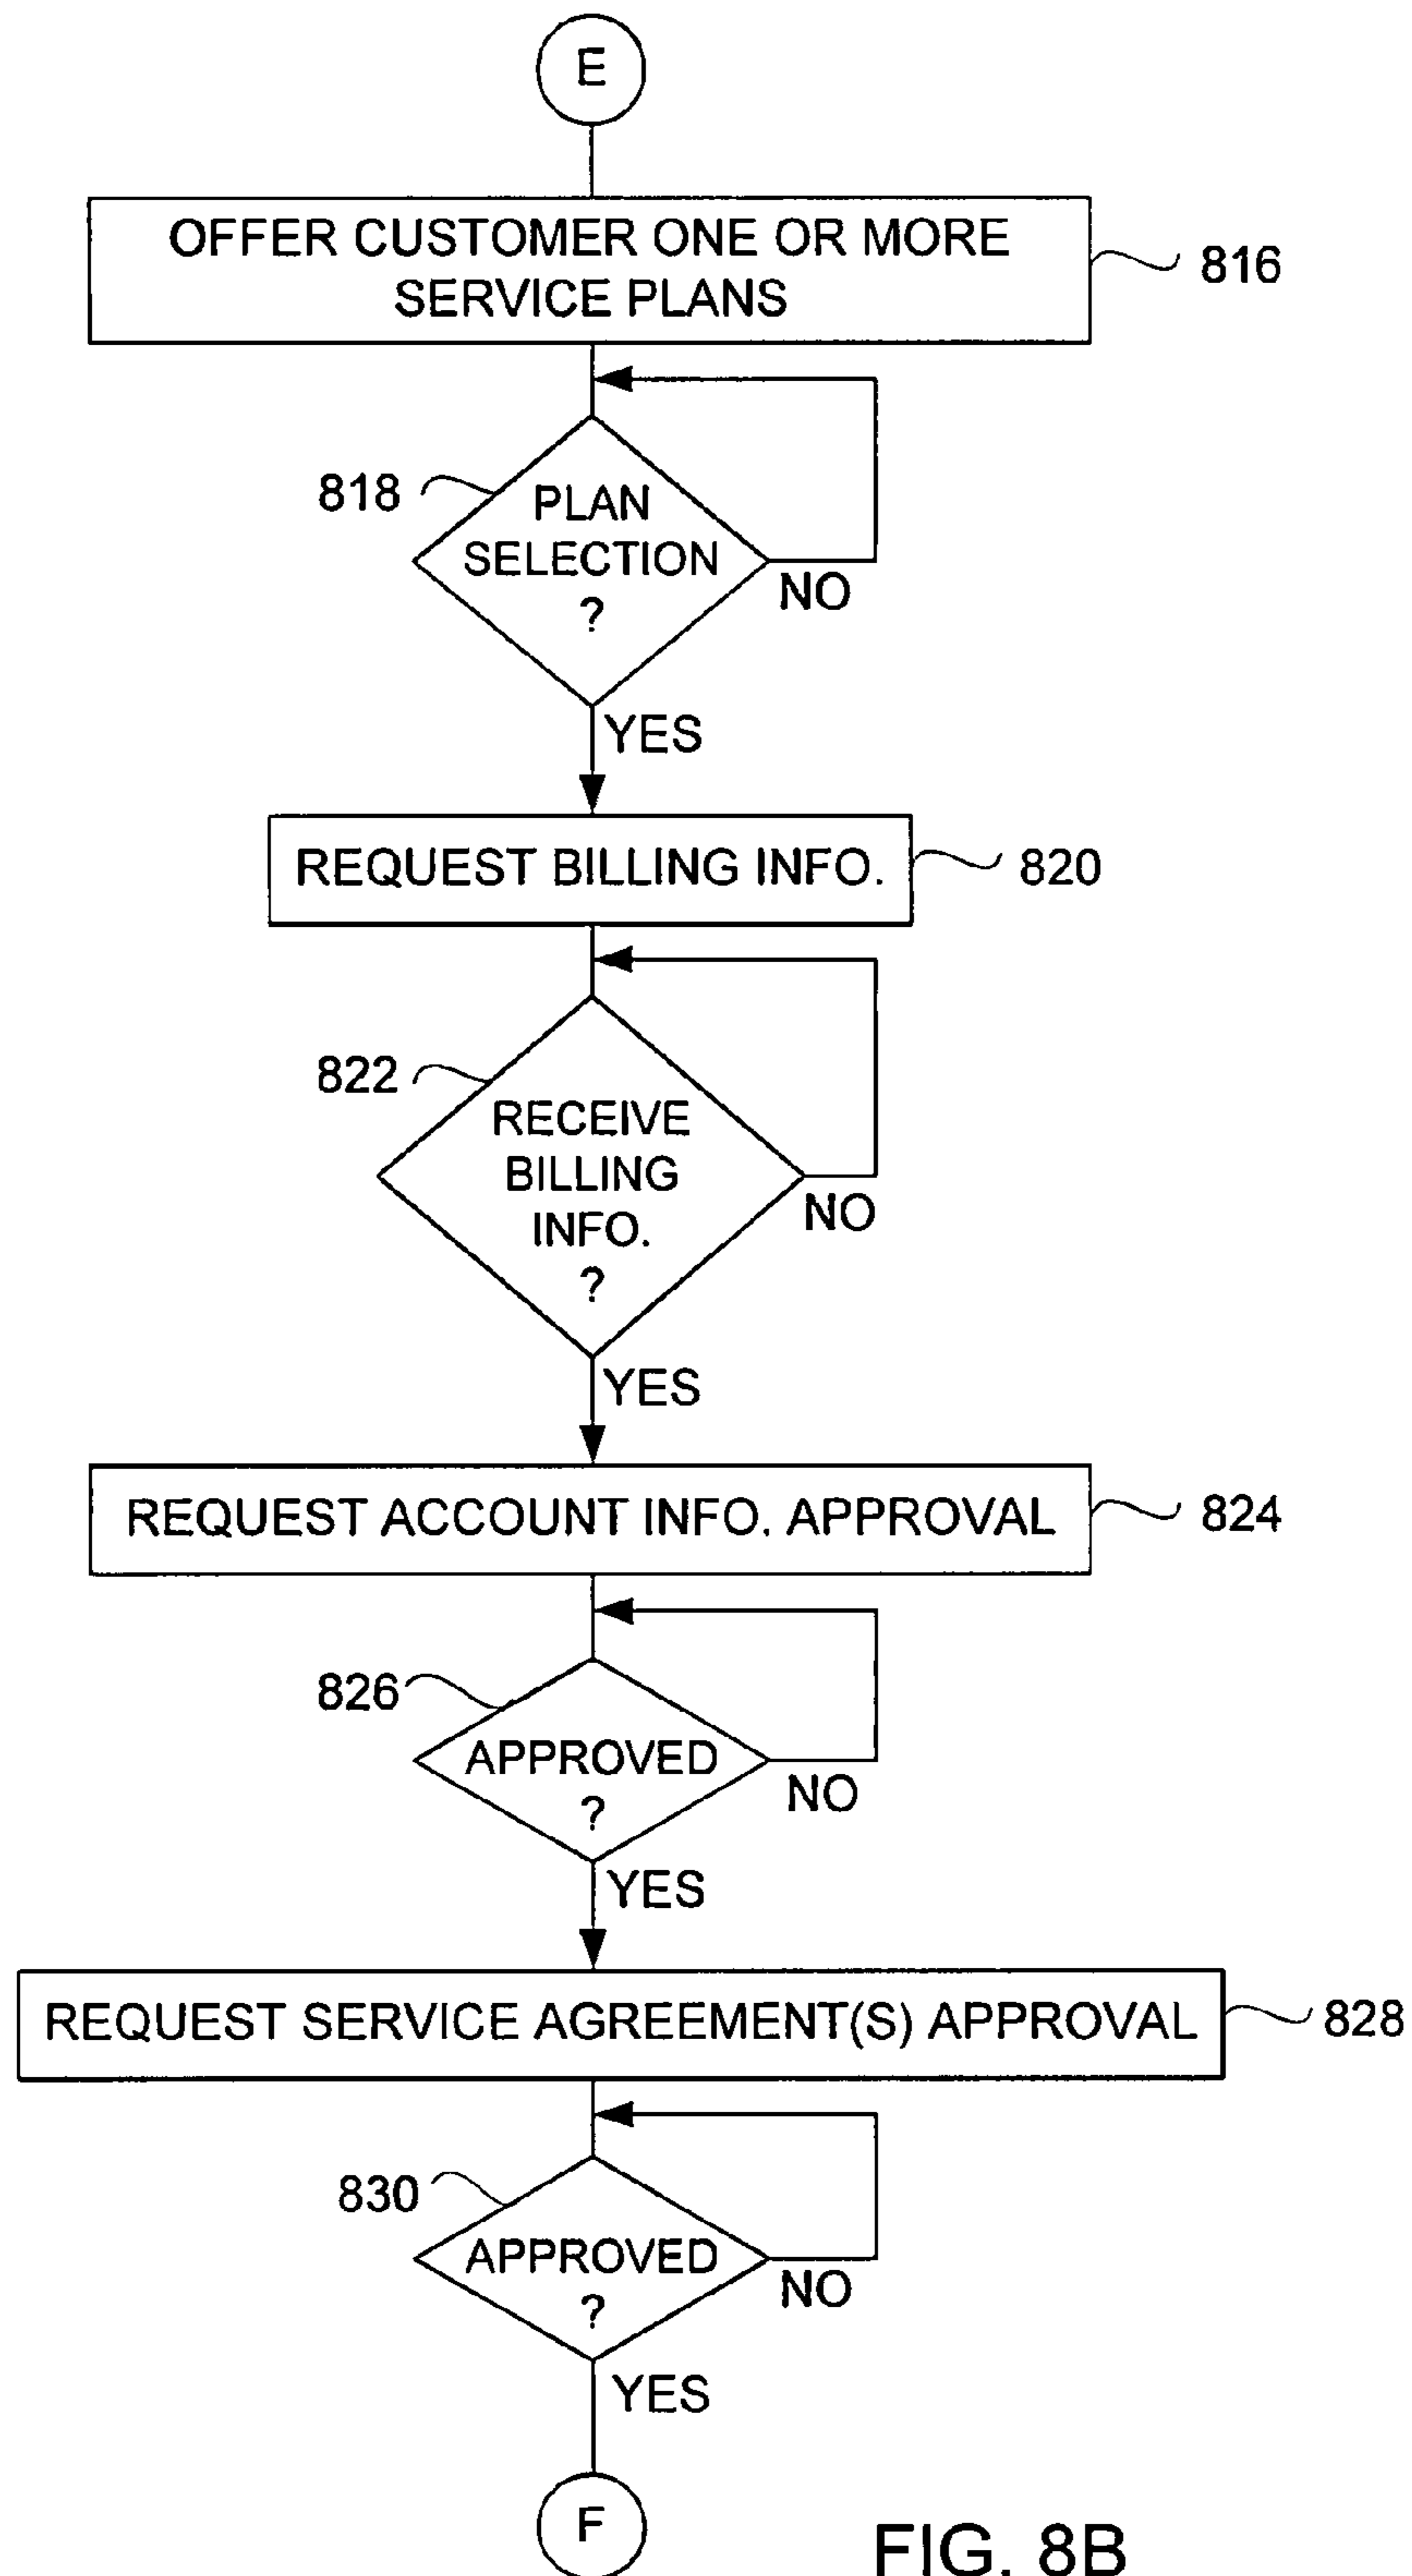 E
OFFER CUSTOMER ONE OR MORE
SERVICE PLANS
816
818
PLAN
SELECTION
?
NO
YES
REQUEST BILLING INFO.
820
822
RECEIVE
BILLING
INFO.
?
NO
YES
REQUEST ACCOUNT INFO. APPROVAL
824
826
APPROVED
?
NO
YES
REQUEST SERVICE AGREEMENT(S) APPROVAL
828
830
APPROVED
?
NO
YES
F
FIG. 8B